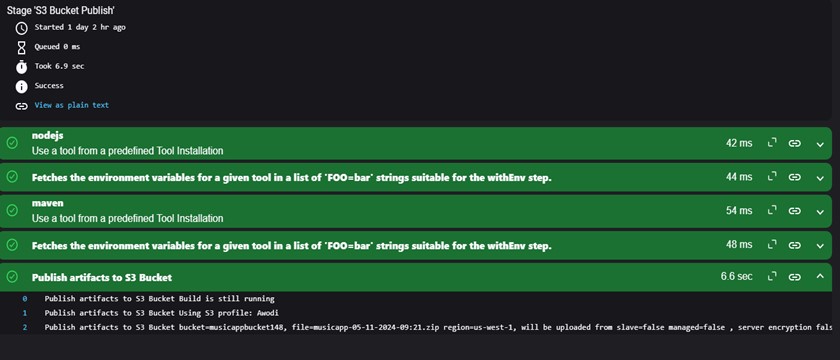 Stage 'S3 Bucket Publish'
Started 1 day 2 hr ago
Queued 0 ms
Took 6.9 sec
Success
View as plain text
nodejs
Use a tool from a predefined Tool Installation
42 ms
Fetches the environment variables for a given tool in a list of 'FOO=bar' strings suitable for the withEnv step.
44 ms
maven
Use a tool from a predefined Tool Installation
54 ms
Fetches the environment variables for a given tool in a list of 'FOO=bar' strings suitable for the withEnv step.
48 ms
Publish artifacts to S3 Bucket
6.6 sec
0 Publish artifacts to S3 Bucket Build is still running
1 Publish artifacts to S3 Bucket Using S3 profile: Awodi
2 Publish artifacts to S3 Bucket bucket=musicappbucket148, file=musicapp-05-11-2024-09:21.zip region=us-west-1, will be uploaded from slave=false managed=false , server encryption fals